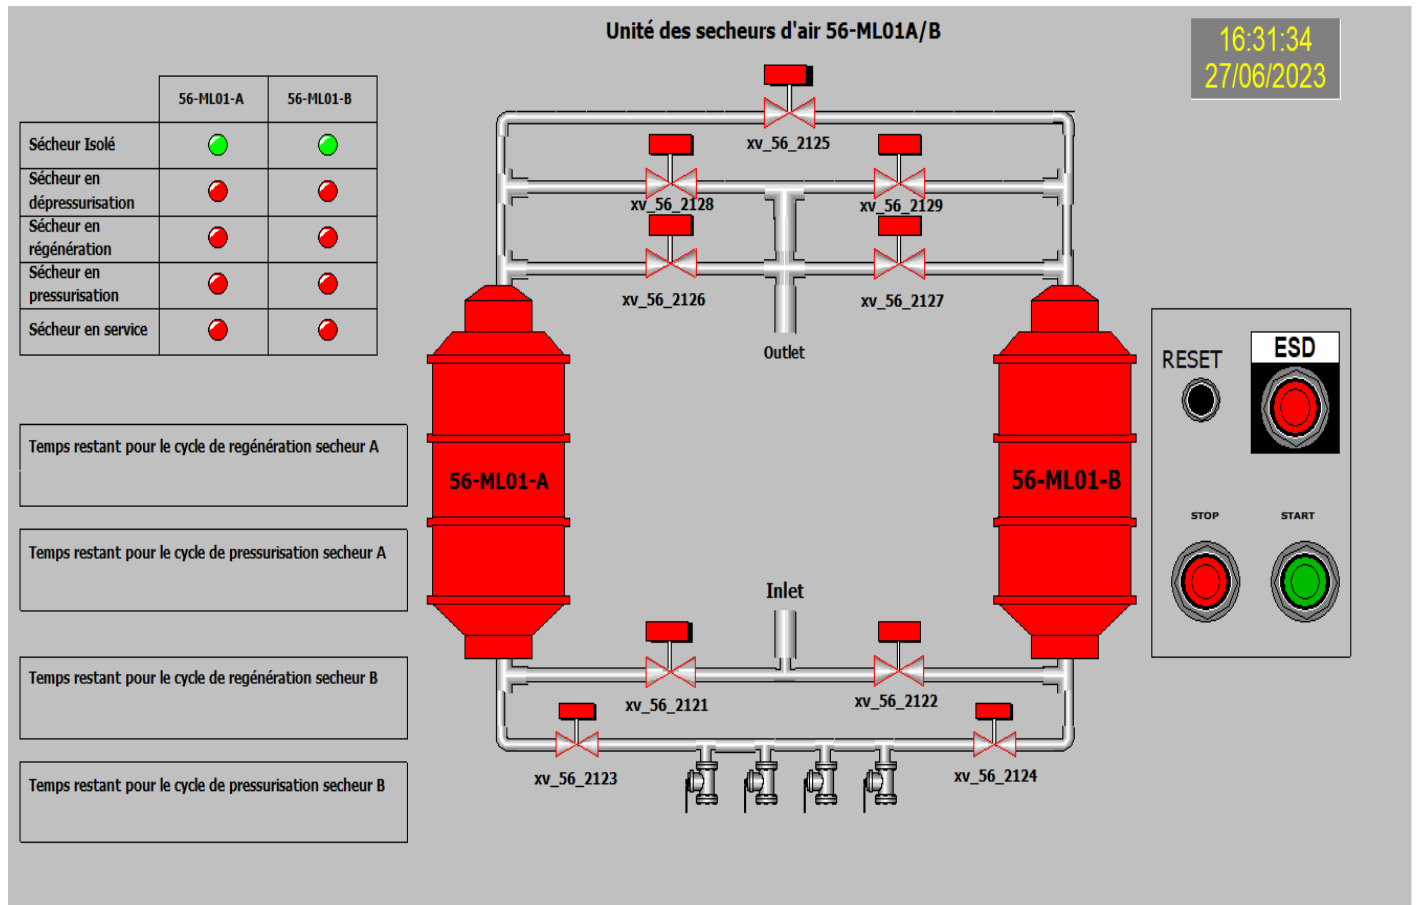 Unité des secheurs d'air 56-ML01A/B
16:31:34
27/06/2023
56-ML01-A
56-ML01-B
Sécheur Isolé
Sécheur en
dépressurisation
Sécheur en
régénération
Sécheur en
pressurisation
Sécheur en service
xv_56_2125
xv_56_2128
xv_56_2129
xv_56_2126
xv_56_2127
Outlet
RESET
ESD
Temps restant pour le cycle de regénération secheur A
56-ML01-A
56-ML01-B
STOP
START
Temps restant pour le cycle de pressurisation secheur A
Inlet
Temps restant pour le cycle de regénération secheur B
xv_56_2121
xv_56_2122
xv_56_2123
xv_56_2124
Temps restant pour le cycle de pressurisation secheur B